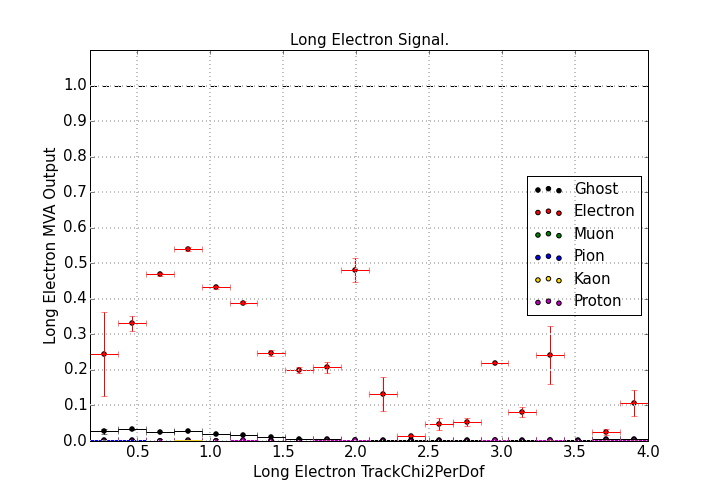 Long Electron Signal.
Long Electron MVA Output
1.0
0.9
0.8
0.7
0.6
0.5
0.4
0.3
0.2
0.1
0.0
Ghost
Electron
Muon
Pion
Kaon
Proton
0.5 1.0 1.5 2.0 2.5 3.0 3.5 4.0
Long Electron TrackChi2PerDof